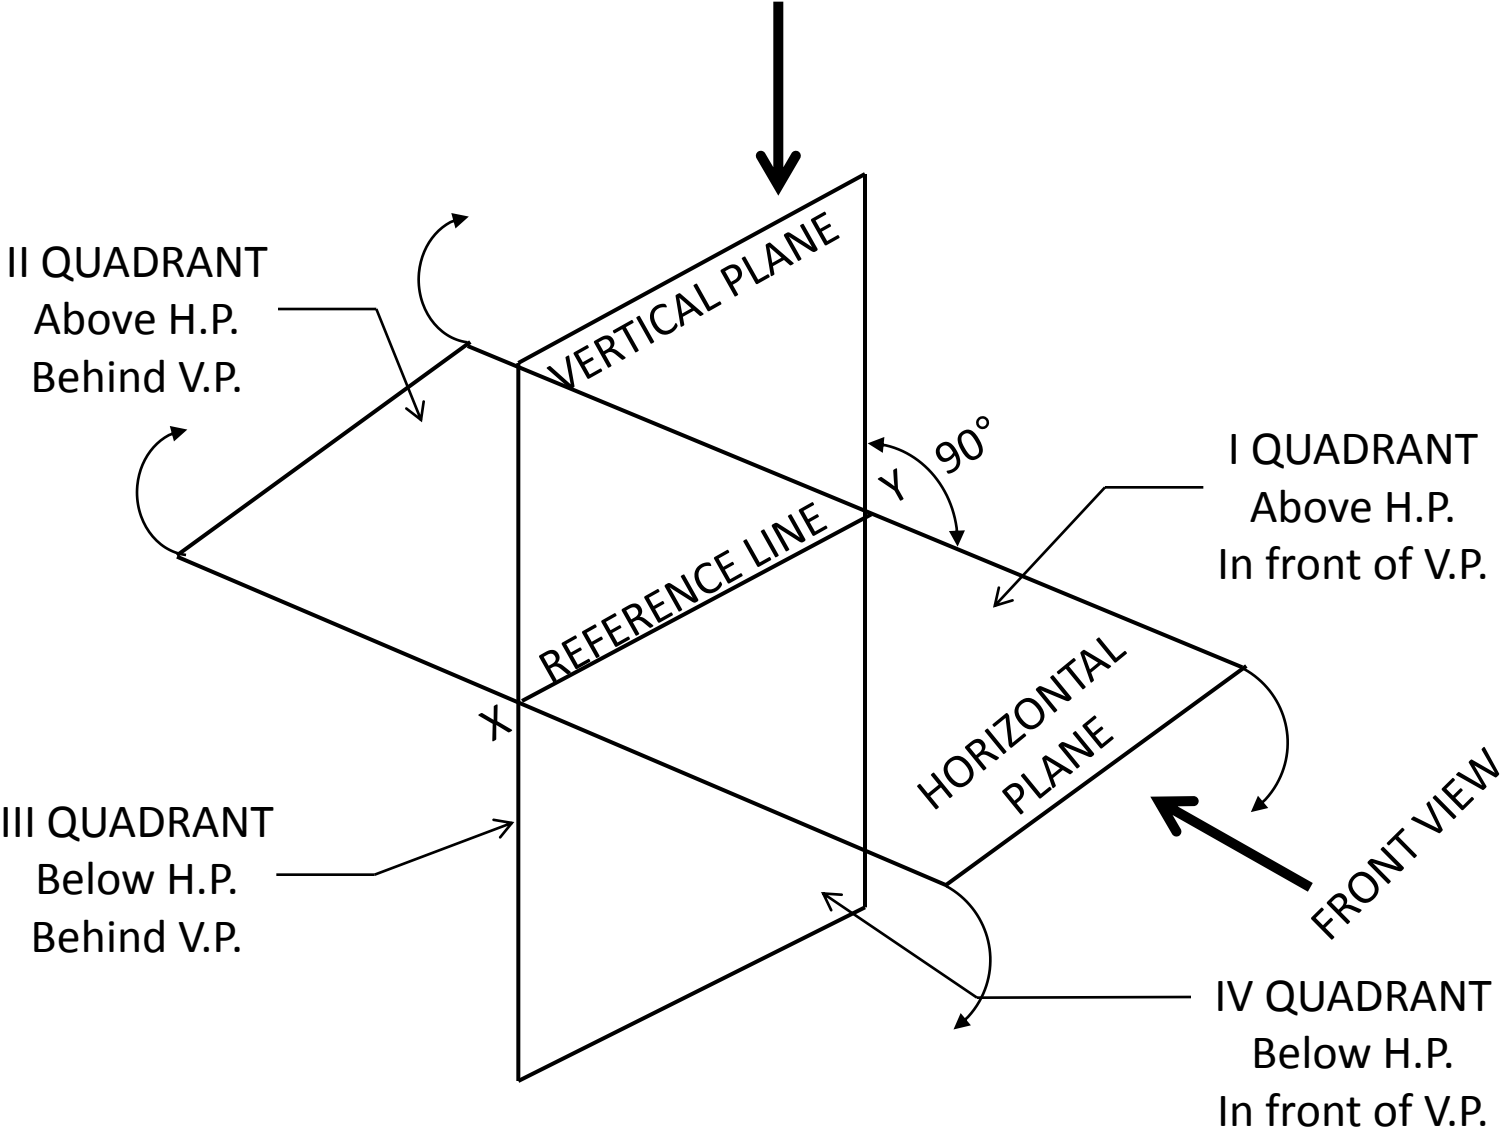 II QUADRANT
Above H.P.
Behind V.P.
VERTICAL PLANE
90°
Y
I QUADRANT
Above H.P.
In front of V.P.
REFERENCE LINE
X
HORIZONTAL
PLANE
III QUADRANT
Below H.P.
Behind V.P.
FRONT VIEW
IV QUADRANT
Below H.P.
In front of V.P.